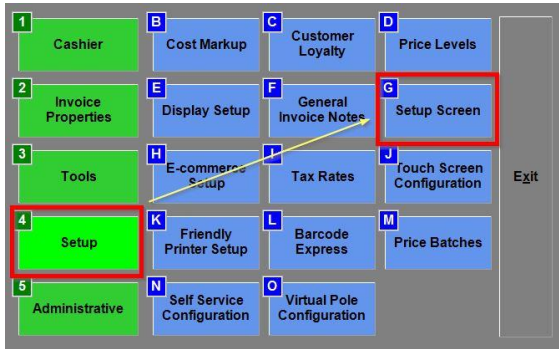 1
Cashier
B
Cost Markup
C
Customer
Loyalty
D
Price Levels
2
Invoice
Properties
E
Display Setup
F
General
Invoice Notes
G
Setup Screen
3
Tools
H
E-commerce
Setup
I
Tax Rates
J
Touch Screen
Configuration
Exit
4
Setup
K
Friendly
Printer Setup
L
Barcode
Express
M
Price Batches
5
Administrative
N
Self Service
Configuration
O
Virtual Pole
Configuration